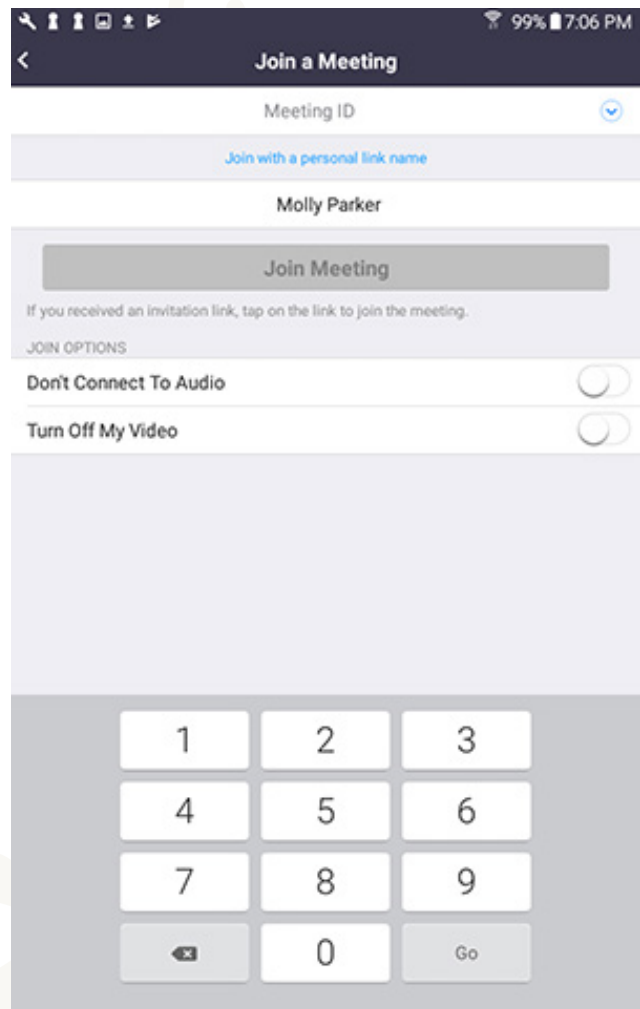 99% 7:06 PM
Join a Meeting
Meeting ID
Join with a personal link name
Molly Parker
Join Meeting
If you received an invitation link, tap on the link to join the meeting.
JOIN OPTIONS
Don't Connect To Audio
Turn Off My Video
1 2 3
4 5 6
7 8 9
0 Go